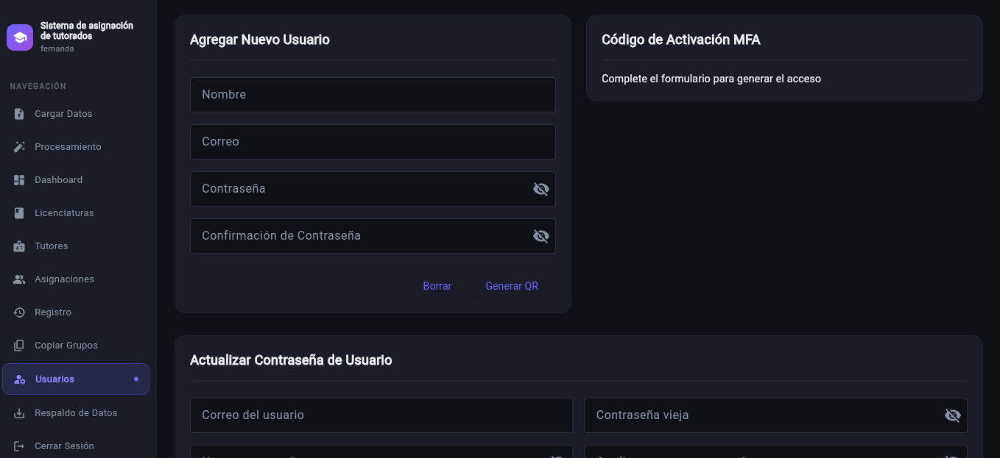 Sistema de asignación
de tutorados
fernanda
NAVEGACIÓN
Cargar Datos
Procesamiento
Dashboard
Licenciaturas
Tutores
Asignaciones
Registro
Copiar Grupos
Usuarios
Respaldo de Datos
Cerrar Sesión
Agregar Nuevo Usuario
Nombre
Correo
Contraseña
Confirmación de Contraseña
Borrar
Generar QR
Código de Activación MFA
Complete el formulario para generar el acceso
Actualizar Contraseña de Usuario
Correo del usuario
Contraseña vieja